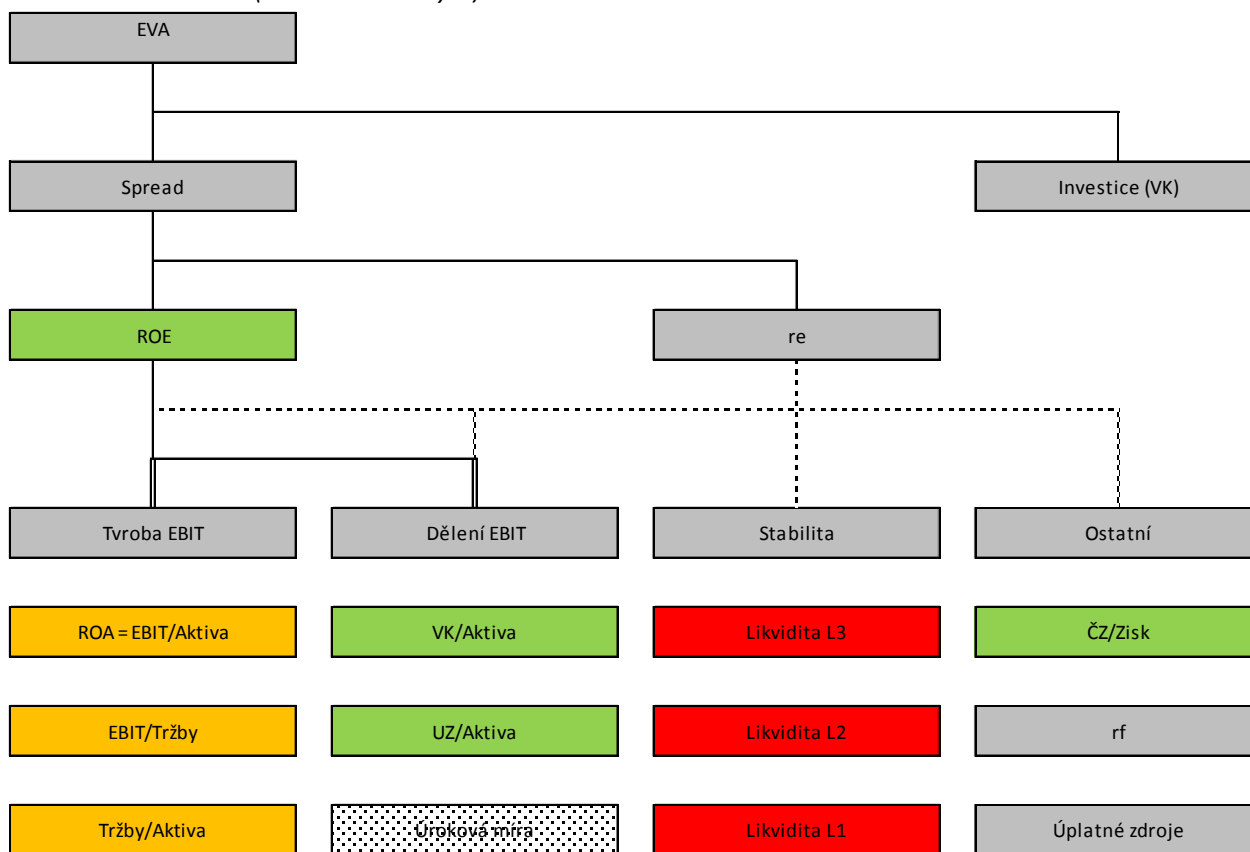 EVA
Spread
Investice (VK)
ROE
re
Tvroba EBIT
Dělení EBIT
Stabilita
Ostatní
ROA = EBIT/Aktiva
VK/Aktiva
Likvidita L3
ČZ/Zisk
EBIT/Tržby
UZ/Aktiva
Likvidita L2
rf
Tržby/Aktiva
Úroková míra
Likvidita L1
Úplatné zdroje